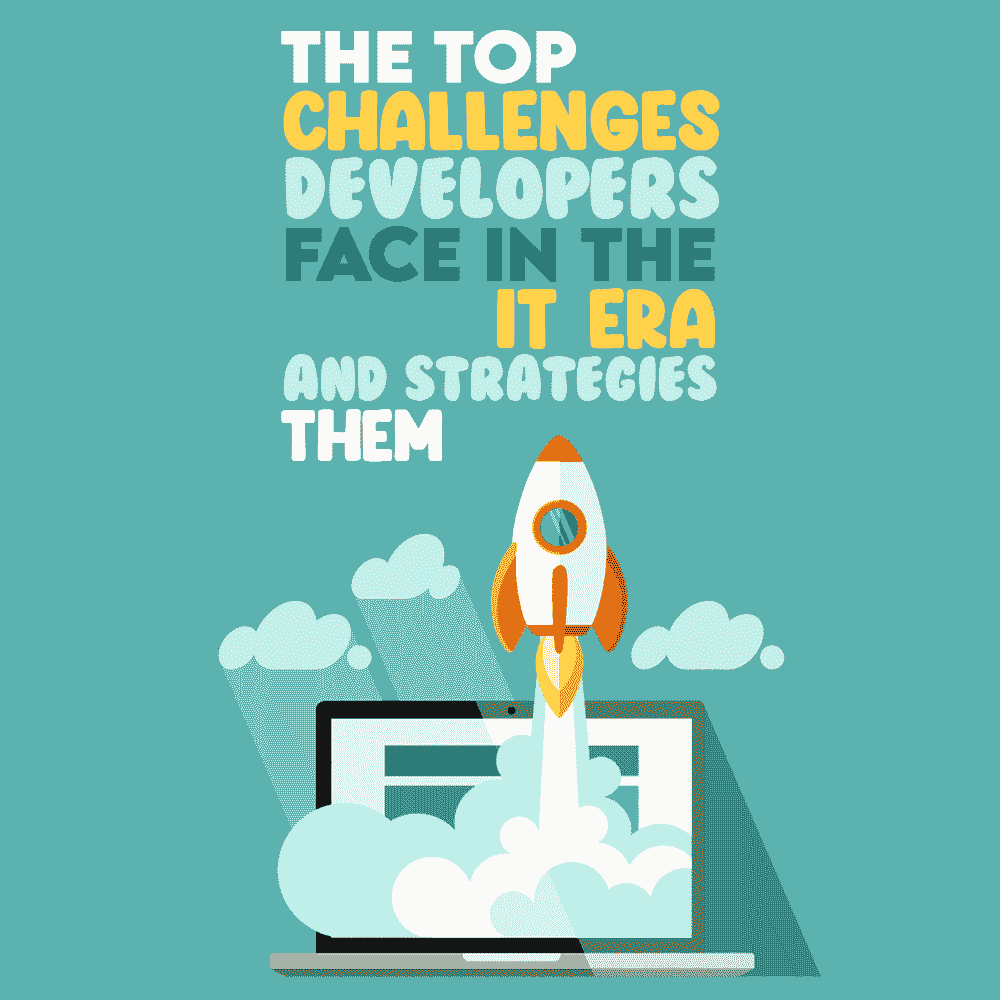 THE TOP
CHALLENGES
DEVELOPERS
FACE IN THE
IT ERA
AND STRATEGIES
THEM